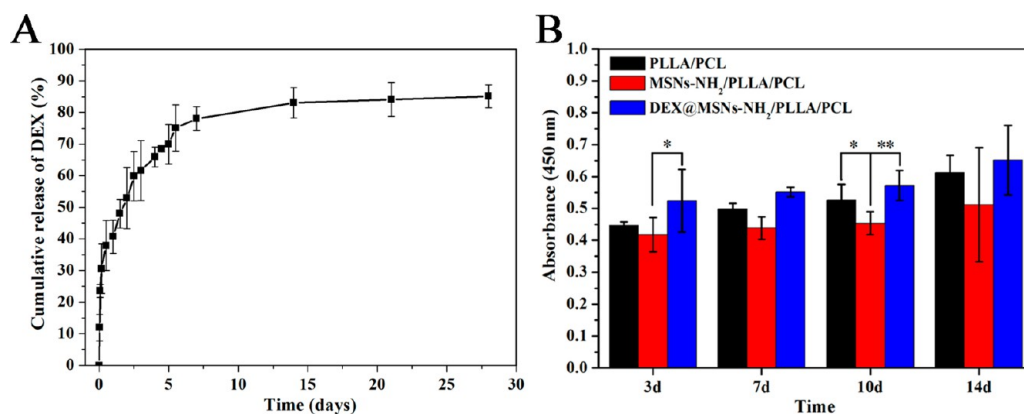 A
Cumulative release of DEX (%)
100
90
80
70
60
50
40
30
20
10
0
0 5 10 15 20 25 30
Time (days)
B
Absorbance (450 nm)
1.0
0.9
0.8
0.7
0.6
0.5
0.4
0.3
0.2
0.1
0.0
PLLA/PCL
MSNs-NH₂/PLLA/PCL
DEX@MSNs-NH₂/PLLA/PCL
*
* **
3d 7d 10d 14d
Time